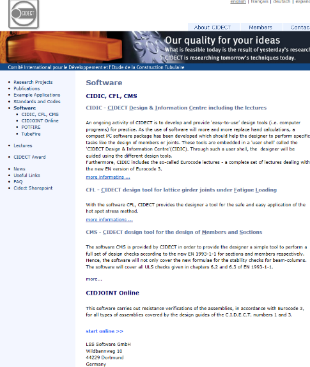 CIDECT
English | Français | Deutsch | Español
About CIDECT Members Contact
Our quality for your ideas
What is feasible today is the result of yesterday's research
CIDECT is researching tomorrow's techniques today.
Comité International pour le Développement et l'Étude de la Construction Tubulaire
Research Projects
Publications
Example Applications
Standards and Codes
Software
CIDIC, CFL, CMS
CIDJOINT Online
POTFIRE
Lectures
CIDECT Award
News
Useful Links
FAQ
Cidect Sharepoint
Software
CIDIC, CFL, CMS
CIDIC - CIDECT Design & Information Centre including the lectures
An ongoing activity of CIDECT is to develop and provide 'easy-to-use' design tools (i.e. computer
programs) for practice. As the use of software will more and more replace hand calculations, a
compact PC software package has been developed which should help the designer to perform specific
tasks like the design of members or joints. These tools are embedded in a 'user shell' called the
'CIDECT Design & Information Center'(CIDIC). Through such a user shell, the designer will be
guided using the different design tools.
Furthermore, CIDIC includes the so-called Eurocode lectures - a complete set of lectures dealing with
the new EN version of Eurocode 3.
more informations ...
CFL - CIDECT design tool for lattice girder joints under Fatigue Loading
With the software CFL, CIDECT provides the designer a tool for the safe and easy application of the
hot spot stress method.
more informations ...
CMS - CIDECT design tool for the design of Members and Sections
The software CMS is provided by CIDECT in order to provide the designer a simple tool to perform a
full set of design checks according to the new EN 1993-1-1 for sections and members respectively.
Hence, the software will not only cover the new formulae for the stability checks for beam-columns.
The software will cover all ULS checks given in chapters 6.2 and 6.3 of EN 1993-1-1.
more...
CIDJOINT Online
This software carries out resistance verifications of the assemblies, in accordance with Eurocode 3,
for all types of assemblies covered by the design guides of the C.I.D.E.C.T. numbers 1 and 3.
start online >>
Software GmbH
44229 Dortmund
Germany